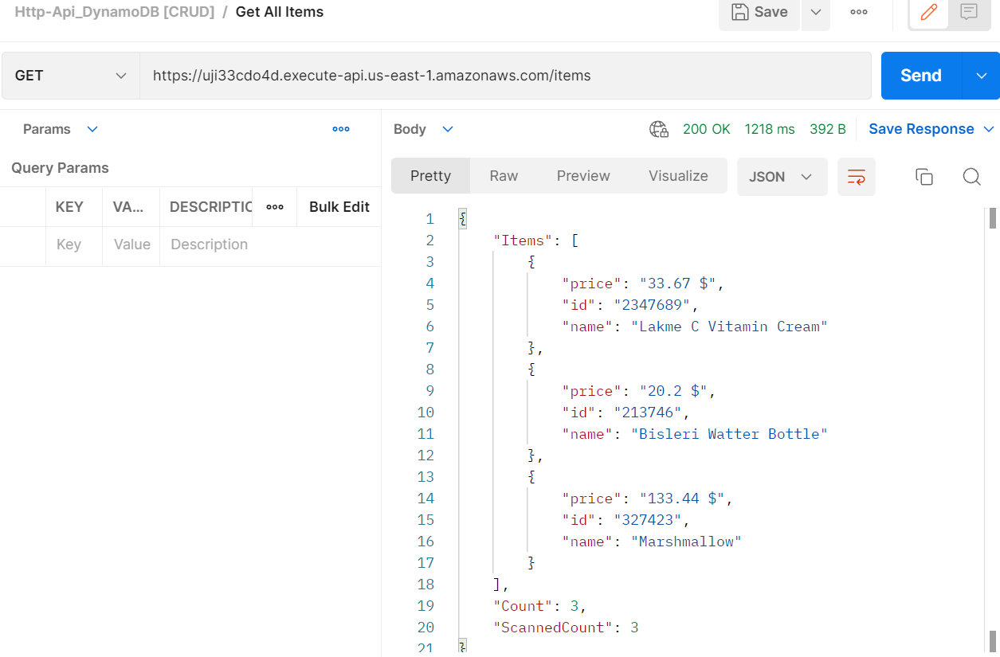 Http-Api_DynamoDB [CRUD] / Get All Items
Save
GET
https://uji33cdo4d.execute-api.us-east-1.amazonaws.com/items
Send
Params
Query Params
KEY VA... DESCRIPTIC Bulk Edit
Key Value Description
Body 200 OK 1218 ms 392 B Save Response
Pretty Raw Preview Visualize JSON
1 {
2 "Items": [
3 {
4 "price": "33.67 $",
5 "id": "2347689",
6 "name": "Lakme C Vitamin Cream"
7 },
8 {
9 "price": "20.2 $",
10 "id": "213746",
11 "name": "Bisleri Watter Bottle"
12 },
13 {
14 "price": "133.44 $",
15 "id": "327423",
16 "name": "Marshmallow"
17 }
18 ],
19 "Count": 3,
20 "ScannedCount": 3
21 }